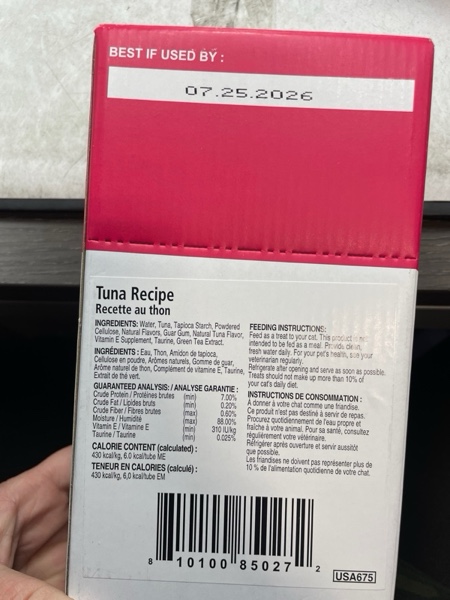 BEST IF USED BY :
07.25.2026
Tuna Recipe
Recette au thon
INGREDIENTS: Water, Tuna, Tapioca Starch, Powdered
Cellulose, Natural Flavors, Guar Gum, Natural Tuna Flavor,
Vitamin E Supplement, Taurine, Green Tea Extract.
INGRÉDIENTS : Eau, Thon, Amidon de tapioca,
Cellulose en poudre, Arômes naturels, Gomme de guar,
Arôme naturel de thon, Complément de vitamine E, Taurine,
Extrait de thé vert.
GUARANTEED ANALYSIS: / ANALYSE GARANTIE :
Crude Protein / Protéines brutes (min) 7.00%
Crude Fat / Lipides bruts (min) 0.20%
Crude Fiber / Fibres brutes (max) 0.60%
Moisture / Humidité (max) 88.00%
Vitamin E / Vitamine E (min) 310 IU/kg
Taurine / Taurine (min) 0.025%
CALORIE CONTENT (calculated) :
430 kcal/kg, 6.0 kcal/tube ME
TENEUR EN CALORIES (calculé) :
430 kcal/kg, 6,0 kcal/tube EM
FEEDING INSTRUCTIONS:
Feed as a treat to your cat. This product is not
intended to be fed as a meal. Provide clean,
fresh water daily. For your pet's health, see your
veterinarian regularly.
Refrigerate after opening and serve as soon as possible.
Treats should not make up more than 10% of
your cat's daily diet.
INSTRUCTIONS DE CONSOMMATION :
À donner à votre chat comme une friandise.
Ce produit n'est pas destiné à servir de repas.
Procurez quotidiennement de l'eau propre et
fraîche à votre animal. Pour sa santé, consultez
régulièrement votre vétérinaire.
Réfrigérer après ouverture et servir aussitôt
que possible.
Les friandises ne doivent pas représenter plus de
10 % de l'alimentation quotidienne de votre chat.
8 10100 85027 2
USA675